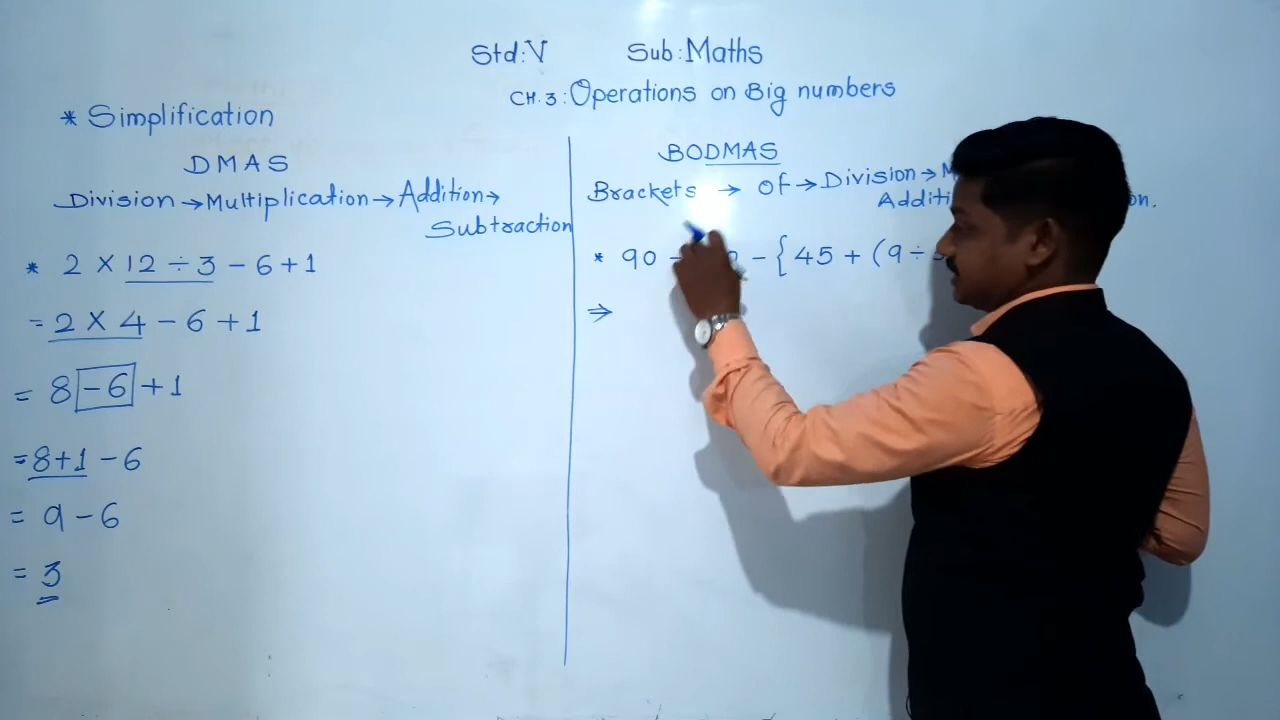 Std:V Sub:Maths
CH.3:Operations on Big numbers
* Simplification
DMAS
Division→Multiplication→Addition→
Subtraction
* 2 × 12 ÷ 3 - 6 + 1
= 2 × 4 - 6 + 1
= 8 - 6 + 1
= 8+1 - 6
= 9 - 6
= 3
BODMAS
Brackets → Of → Division →
* 90 - { 45 + (9 ÷
⇒